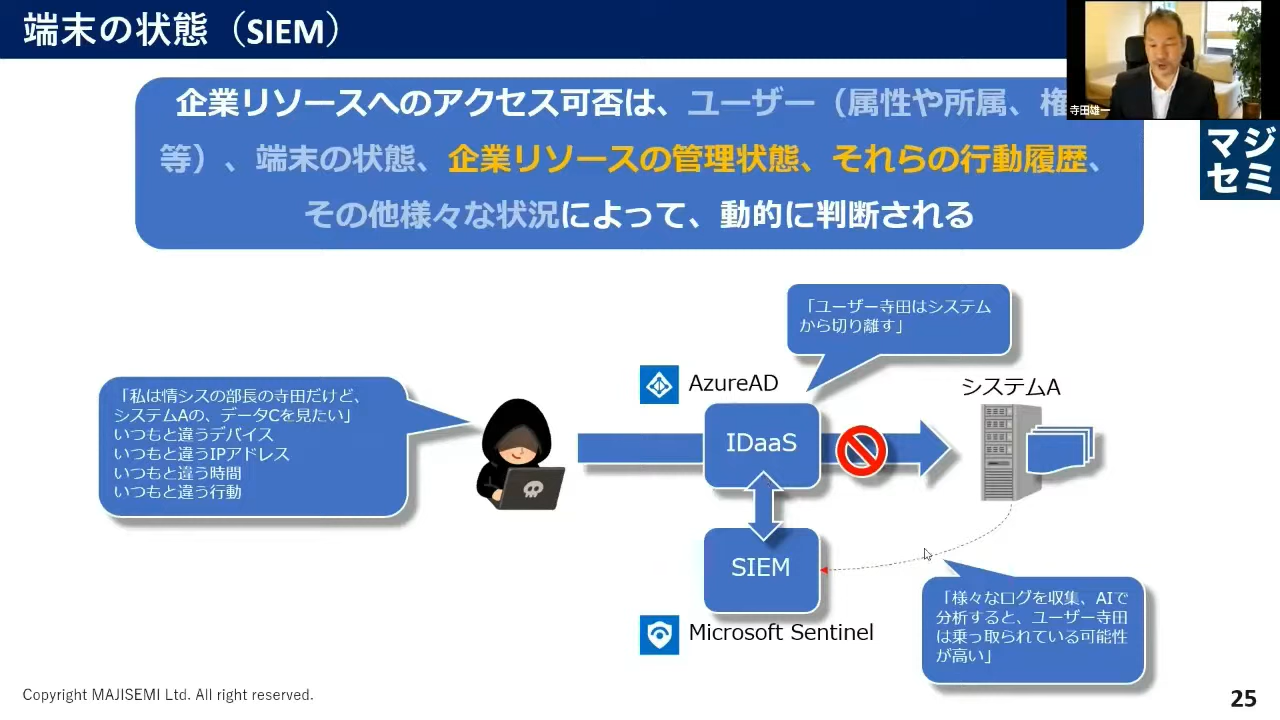 端末の状態（SIEM）
寺田雄一
マジ
セミ
企業リソースへのアクセス可否は、ユーザー（属性や所属、権
等）、端末の状態、企業リソースの管理状態、それらの行動履歴、
その他様々な状況によって、動的に判断される
「ユーザー寺田はシステム
から切り離す」
「私は情シスの部長の寺田だけど、
システムAの、データCを見たい」
いつもと違うデバイス
いつもと違うIPアドレス
いつもと違う時間
いつもと違う行動
AzureAD
IDaaS
システムA
SIEM
Microsoft Sentinel
「様々なログを収集、AIで
分析すると、ユーザー寺田
は乗っ取られている可能性
が高い」
Copyright MAJISEMI Ltd. All right reserved.
25